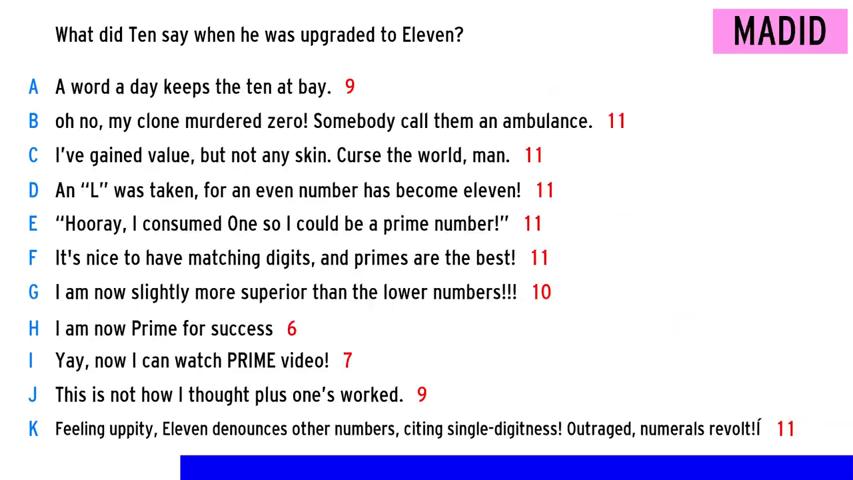 What did Ten say when he was upgraded to Eleven?
MADID
A A word a day keeps the ten at bay. 9
B oh no, my clone murdered zero! Somebody call them an ambulance. 11
C I’ve gained value, but not any skin. Curse the world, man. 11
D An “L” was taken, for an even number has become eleven! 11
E “Hooray, I consumed One so I could be a prime number!” 11
F It's nice to have matching digits, and primes are the best! 11
G I am now slightly more superior than the lower numbers!!! 10
H I am now Prime for success 6
I Yay, now I can watch PRIME video! 7
J This is not how I thought plus one’s worked. 9
K Feeling uppity, Eleven denounces other numbers, citing single-digitness! Outraged, numerals revolt!Í 11